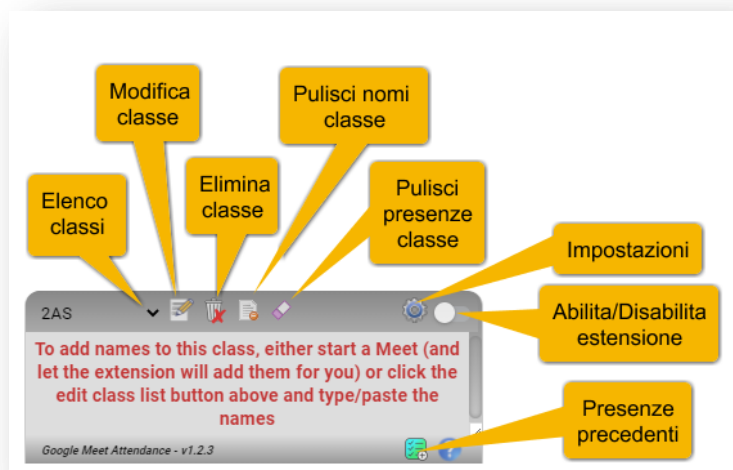 Modifica
classe
Pulisci nomi
classe
Elenco
classi
Elimina
classe
Pulisci
presenze
classe
Impostazioni
Abilita/Disabilita
estensione
2AS
To add names to this class, either start a Meet (and
let the extension will add them for you) or click the
edit class list button above and type/paste the
names
Presenze
precedenti
Google Meet Attendance - v1.2.3
?